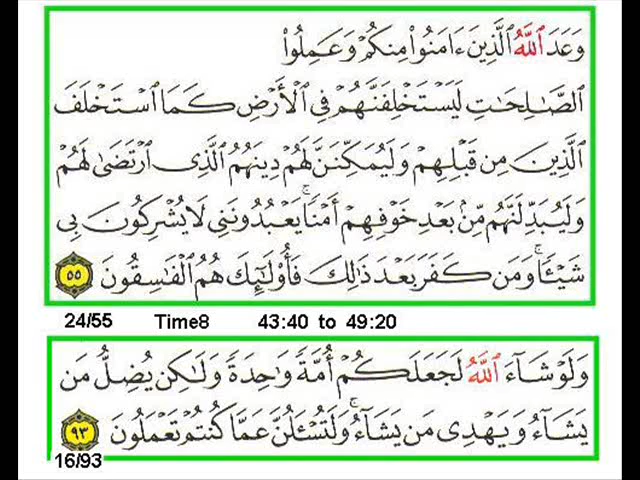 وَعَدَ ٱللَّهُ ٱلَّذِينَ ءَامَنُوا۟ مِنكُمْ وَعَمِلُوا۟
ٱلصَّـٰلِحَـٰتِ لَيَسْتَخْلِفَنَّهُمْ فِى ٱلْأَرْضِ كَمَا ٱسْتَخْلَفَ
ٱلَّذِينَ مِن قَبْلِهِمْ وَلَيُمَكِّنَنَّ لَهُمْ دِينَهُمُ ٱلَّذِى ٱرْتَضَىٰ لَهُمْ
وَلَيُبَدِّلَنَّهُم مِّنۢ بَعْدِ خَوْفِهِمْ أَمْنًا ۚ يَعْبُدُونَنِى لَا يُشْرِكُونَ بِى
شَيْـًٔا ۚ وَمَن كَفَرَ بَعْدَ ذَٰلِكَ فَأُو۟لَـٰٓئِكَ هُمُ ٱلْفَـٰسِقُونَ ٥٥
24/55 Time8 43:40 to 49:20
وَلَوْ شَآءَ ٱللَّهُ لَجَعَلَكُمْ أُمَّةً وَٰحِدَةً وَلَـٰكِن يُضِلُّ مَن
يَشَآءُ وَيَهْدِى مَن يَشَآءُ ۚ وَلَتُسْـَٔلُنَّ عَمَّا كُنتُمْ تَعْمَلُونَ ٩٣
16/93